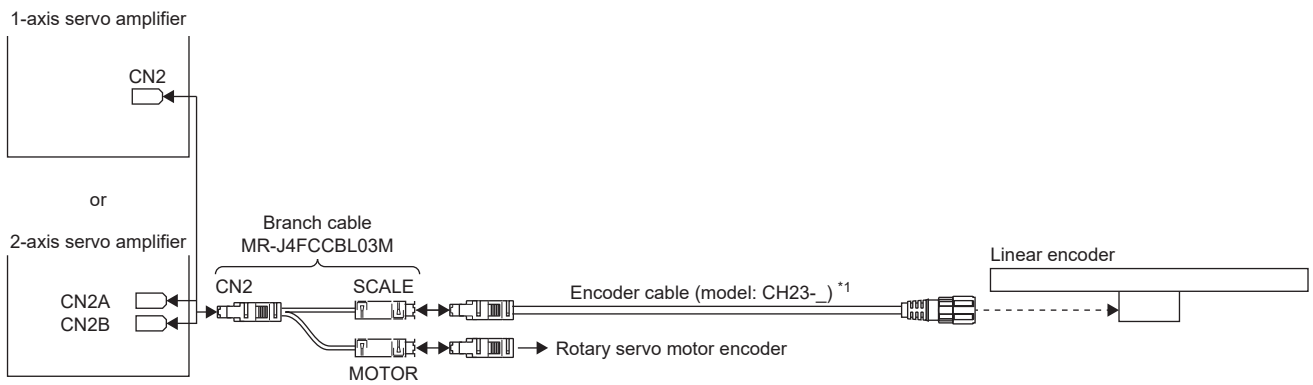 1-axis servo amplifier
CN2
or
2-axis servo amplifier
CN2A
CN2B
Branch cable
MR-J4FCCBL03M
CN2
SCALE
MOTOR
Encoder cable (model: CH23-_) *1
Rotary servo motor encoder
Linear encoder